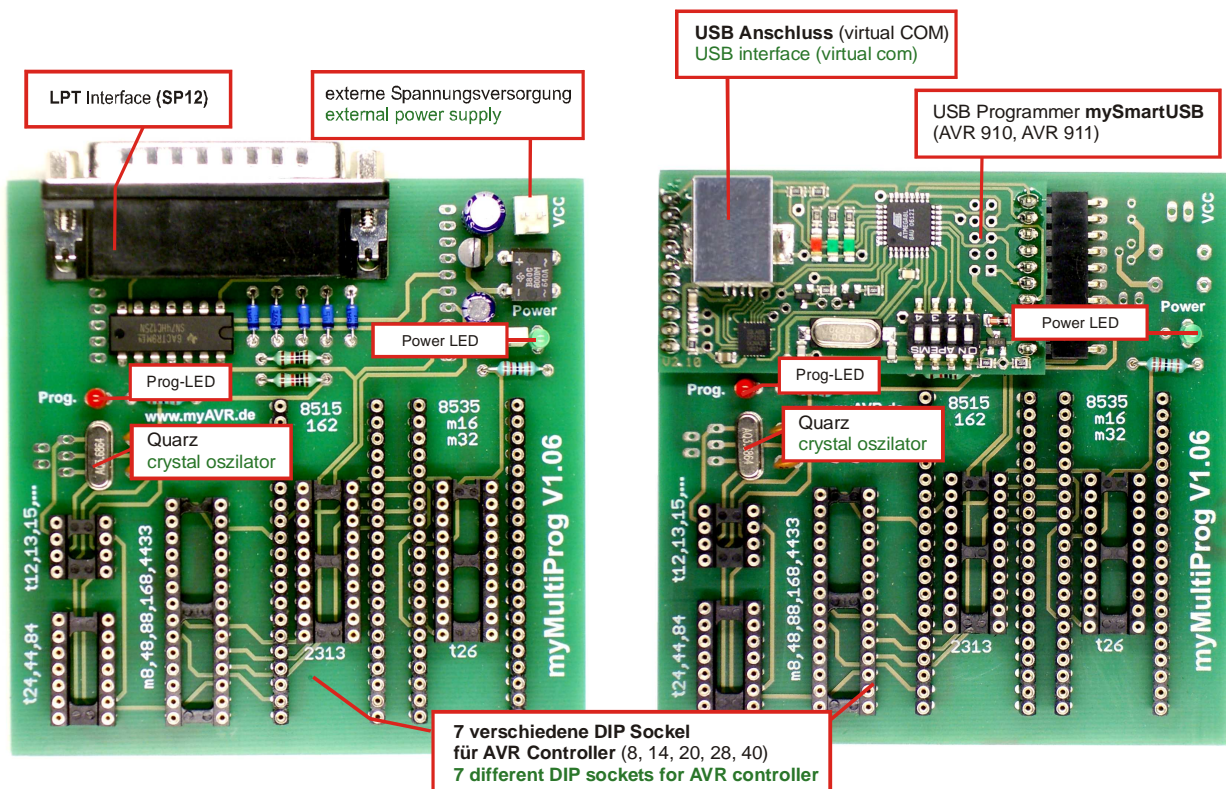 USB Anschluss (virtual COM)
USB interface (virtual com)
LPT Interface (SP12)
externe Spannungsversorgung
external power supply
USB Programmer mySmartUSB
(AVR 910, AVR 911)
VCC
Power
Power LED
Prog-LED
Prog.
www.myAVR.de
Quarz
crystal oszilator
8515
162
8535
m16
m32
t12,13,15,...
m8,48,88,168,4433
t24,44,84
2313
t26
myMultiProg V1.06
SN74HC125N
VCC
ATMEGA8L
Power
Power LED
ON APEMS
Prog-LED
Prog.
Quarz
crystal oszilator
8515
162
8535
m16
m32
t12,13,15,...
m8,48,88,168,4433
t24,44,84
2313
t26
myMultiProg V1.06
7 verschiedene DIP Sockel
für AVR Controller (8, 14, 20, 28, 40)
7 different DIP sockets for AVR controller